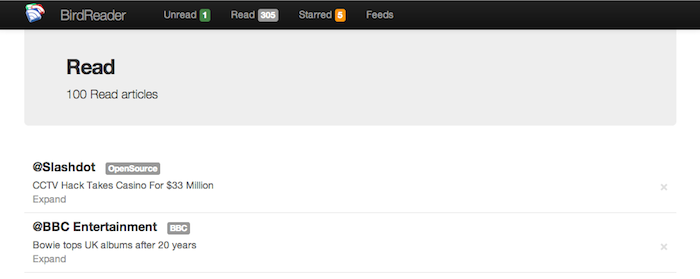 BirdReader Unread 1 Read 305 Starred 5 Feeds
Read
100 Read articles
@Slashdot OpenSource
CCTV Hack Takes Casino For $33 Million
Expand
@BBC Entertainment BBC
Bowie tops UK albums after 20 years
Expand